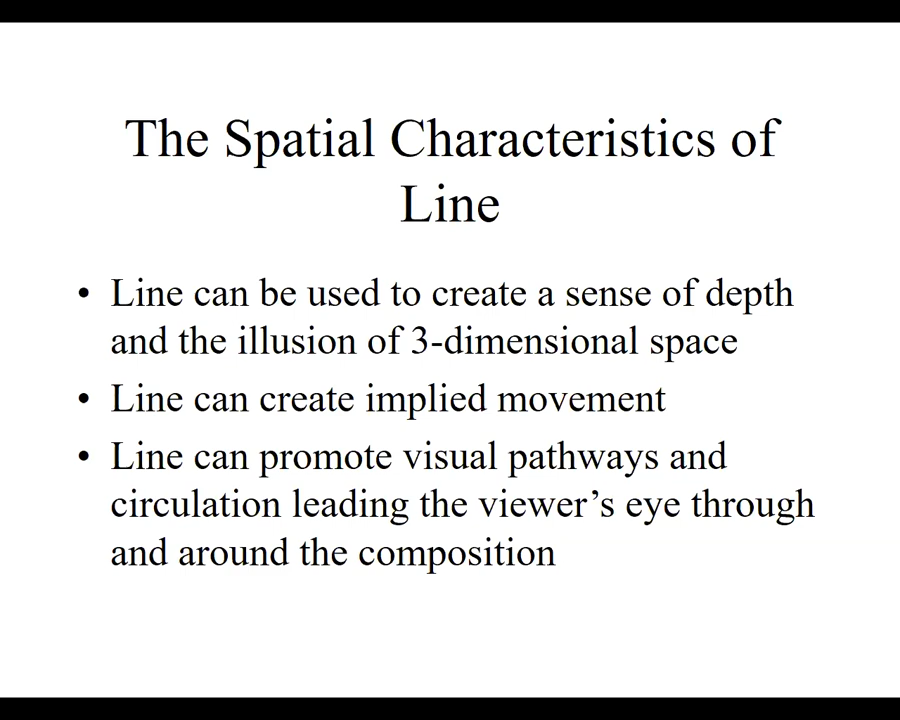 The Spatial Characteristics of
Line
• Line can be used to create a sense of depth
and the illusion of 3-dimensional space
• Line can create implied movement
• Line can promote visual pathways and
circulation leading the viewer’s eye through
and around the composition